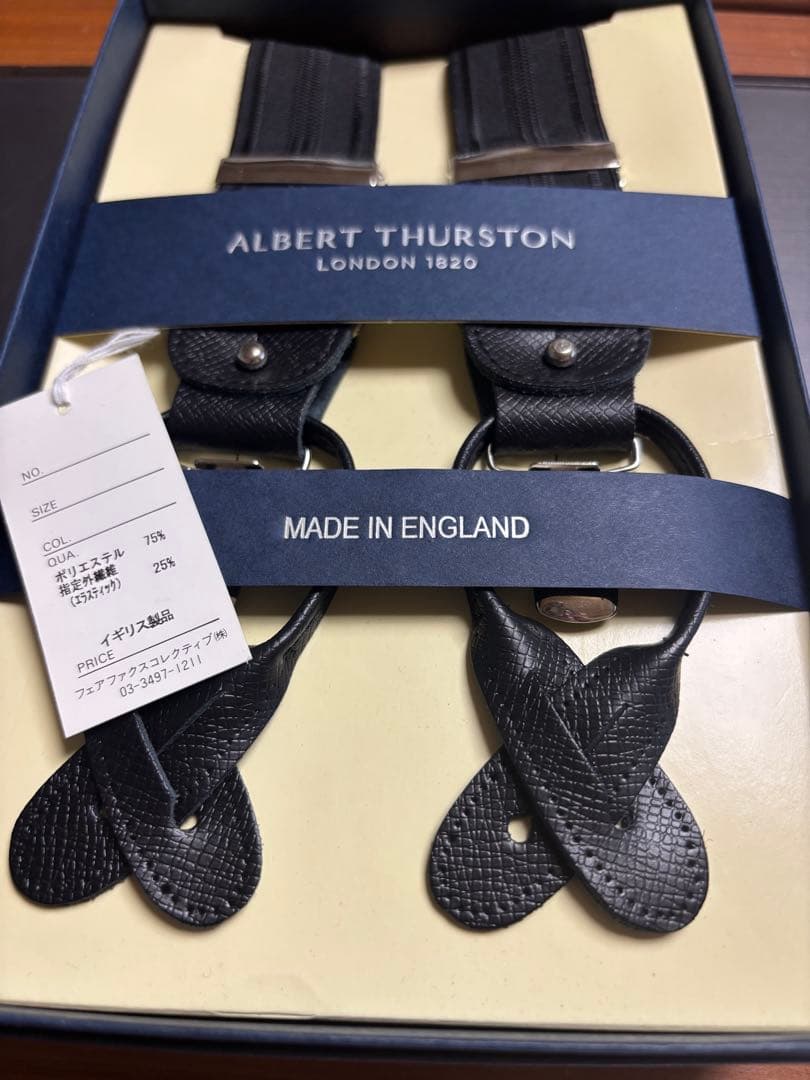 ALBERT THURSTON
LONDON 1820
MADE IN ENGLAND
NO.
SIZE
COL.
QUA.
ポリエステル 75%
指定外繊維 25%
(エラスティック)
イギリス製品
PRICE
フェアファクスコレクティブ(株)
03-3497-1211